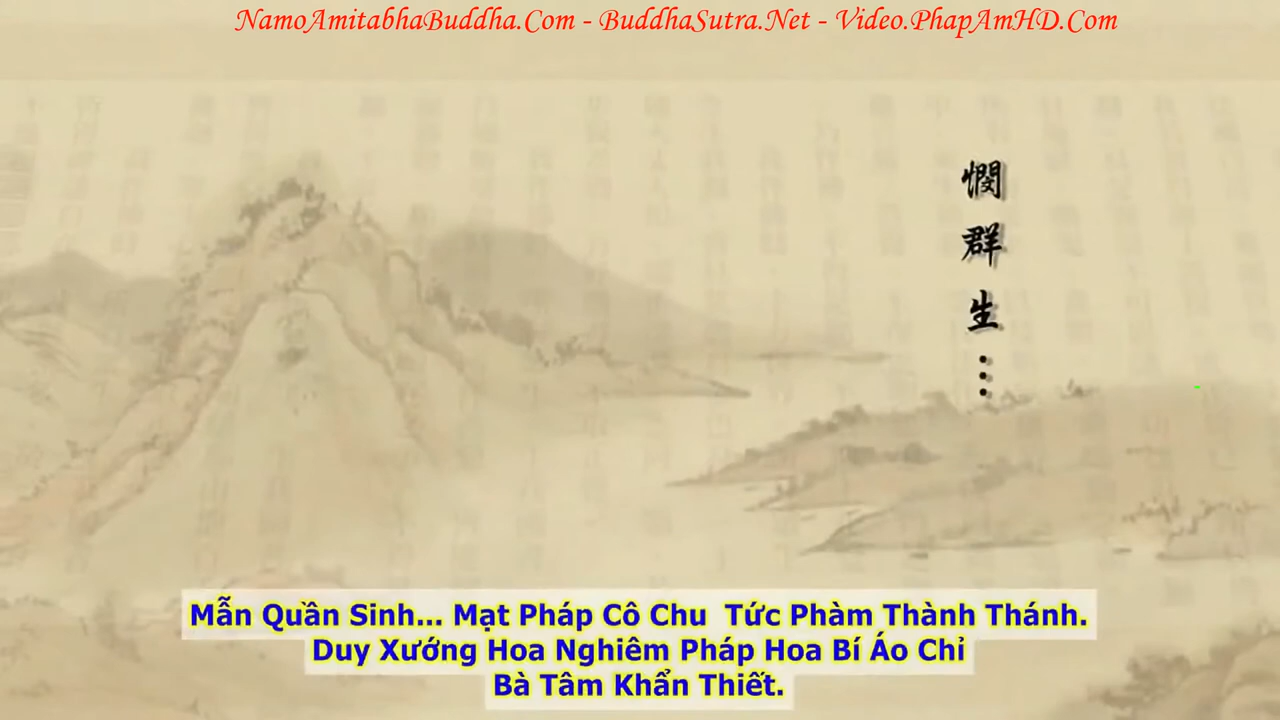 NamoAmitabhaBuddha.Com - BuddhaSutra.Net - Video.PhapAmHD.Com
憫群生…
Mẫn Quần Sinh... Mạt Pháp Cô Chu  Tức Phàm Thành Thánh.
Duy Xướng Hoa Nghiêm Pháp Hoa Bí Áo Chỉ
Bà Tâm Khẩn Thiết.